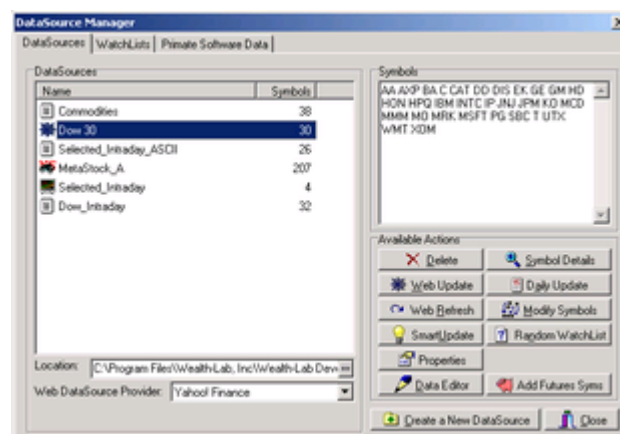 DataSource Manager
DataSources WatchLists Primate Software Data
DataSources
Name Symbols
Commodities 38
Dow 30 30
Selected_Intraday_ASCII 26
MetaStock_A 207
Selected_Intraday 4
Dow_Intraday 32
Location: C:\Program Files\Wealth-Lab, Inc\Wealth-Lab Deve
Web DataSource Provider: Yahoo! Finance
Symbols
AA AXP BA C CAT DD DIS EK GE GM HD
HON HPQ IBM INTC IP JNJ JPM KO MCD
MMM MO MRK MSFT PG SBC T UTX
WMT XOM
Available Actions
Delete Symbol Details
Web Update Daily Update
Web Refresh Modify Symbols
SmartUpdate Random WatchList
Properties
Data Editor Add Futures Syms
Create a New DataSource Close